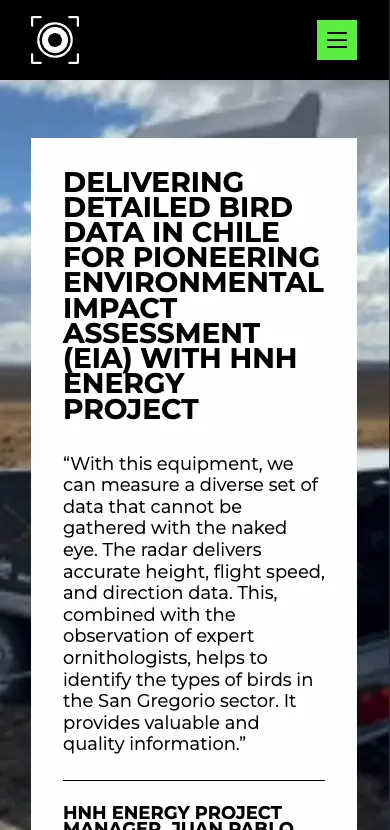 DELIVERING
DETAILED BIRD
DATA IN CHILE
FOR PIONEERING
ENVIRONMENTAL
IMPACT
ASSESSMENT
(EIA) WITH HNH
ENERGY
PROJECT
“With this equipment, we
can measure a diverse set of
data that cannot be
gathered with the naked
eye. The radar delivers
accurate height, flight speed,
and direction data. This,
combined with the
observation of expert
ornithologists, helps to
identify the types of birds in
the San Gregorio sector. It
provides valuable and
quality information.”
HNH ENERGY PROJECT
MANAGER, JUAN PABLO